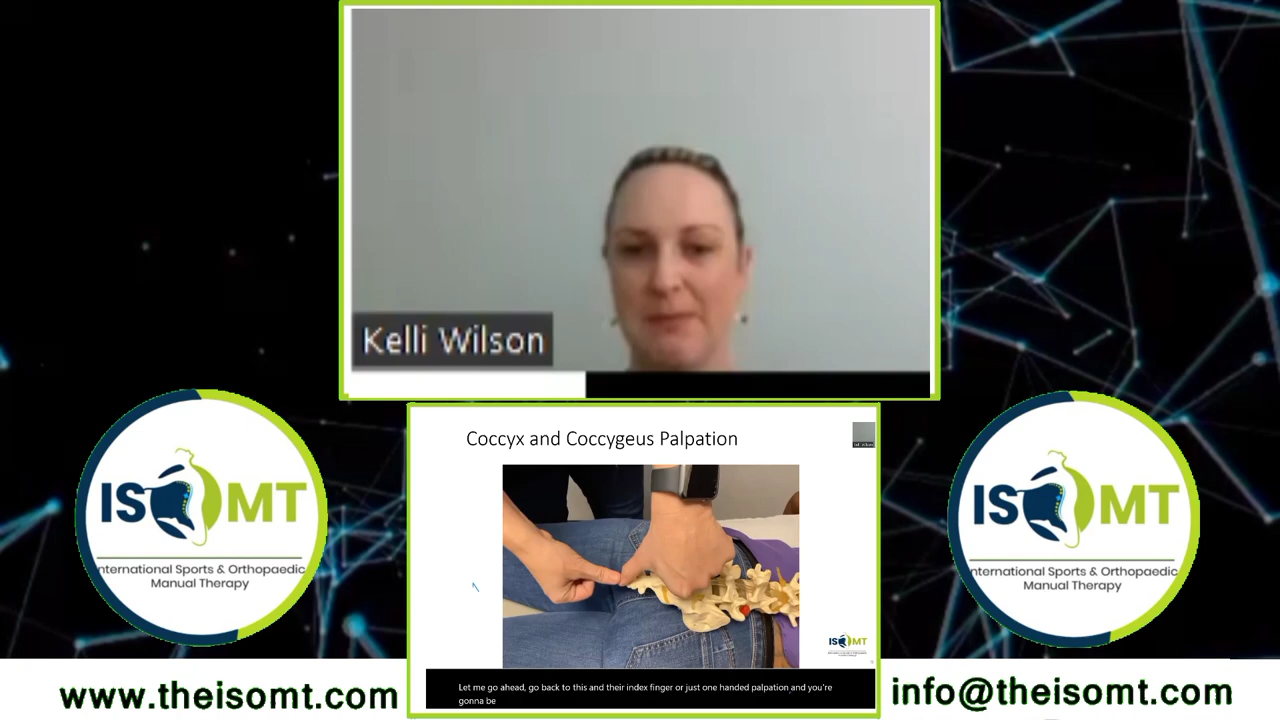 Kelli Wilson
Coccyx and Coccygeus Palpation
ISOMT
International Sports & Orthopaedic
Manual Therapy
ISOMT
International Sports & Orthopaedic
Manual Therapy
ISOMT
Let me go ahead, go back to this and their index finger or just one handed palpation and you're
gonna be
www.theisomt.com
info@theisomt.com